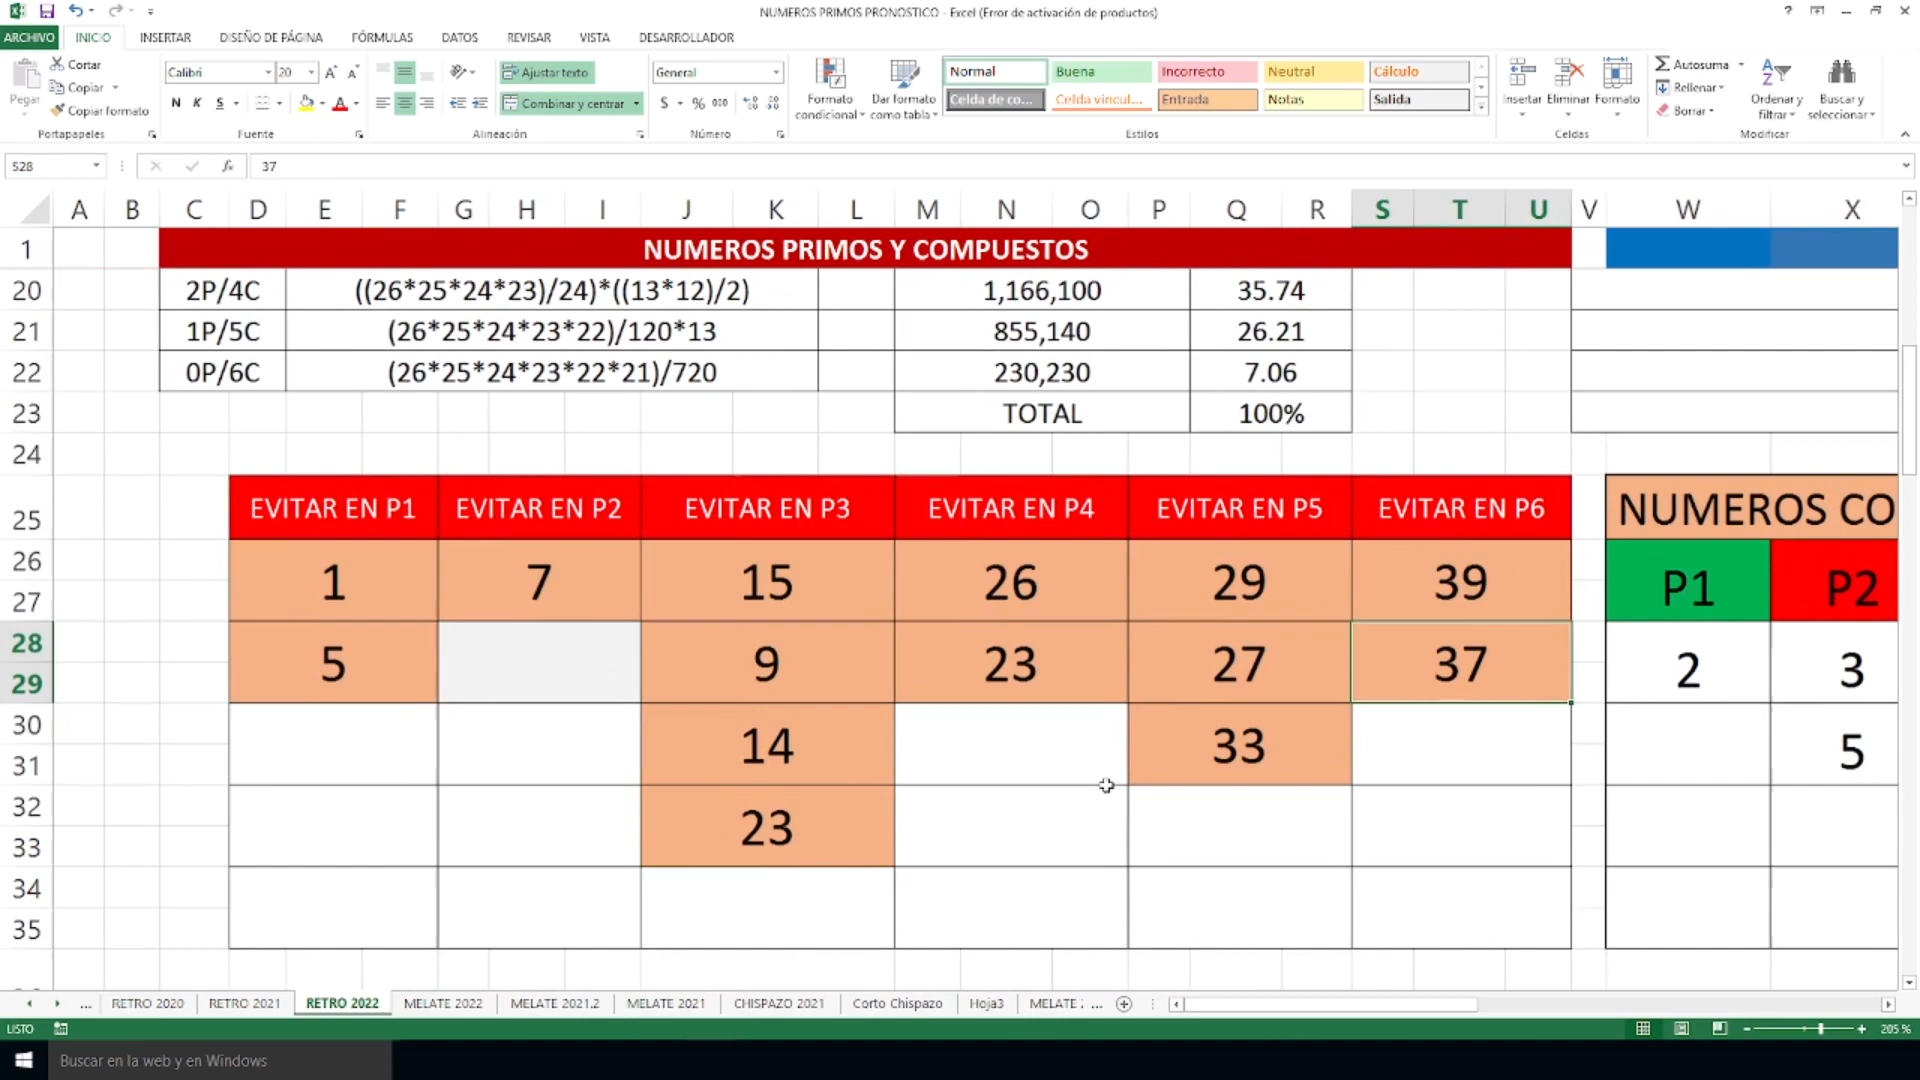 NUMEROS PRIMOS PRONOSTICO - Excel (Error de activación de productos)
ARCHIVO INICIO INSERTAR DISEÑO DE PÁGINA FÓRMULAS DATOS REVISAR VISTA DESARROLLADOR
Pegar
Cortar
Copiar
Copiar formato
Portapapeles
Calibri 20
N K S
Fuente
Ajustar texto
Combinar y centrar
Alineación
General
$ % 000
Número
Formato condicional
Dar formato como tabla
Normal Buena Incorrecto Neutral Cálculo
Celda de co... Celda vincul... Entrada Notas Salida
Estilos
Insertar Eliminar Formato
Celdas
Autosuma
Rellenar
Borrar
Ordenar y filtrar
Buscar y seleccionar
Modificar
S28 fx 37
A B C D E F G H I J K L M N O P Q R S T U V W X
1 NUMEROS PRIMOS Y COMPUESTOS
20 2P/4C ((26*25*24*23)/24)*((13*12)/2) 1,166,100 35.74
21 1P/5C (26*25*24*23*22)/120*13 855,140 26.21
22 0P/6C (26*25*24*23*22*21)/720 230,230 7.06
23 TOTAL 100%
24
25 EVITAR EN P1 EVITAR EN P2 EVITAR EN P3 EVITAR EN P4 EVITAR EN P5 EVITAR EN P6 NUMEROS CO
26 1 7 15 26 29 39 P1 P2
27
28 5 9 23 27 37 2 3
29
30 14 33 5
31
32 23
33
34
35
... RETRO 2020 RETRO 2021 RETRO 2022 MELATE 2022 MELATE 2021.2 MELATE 2021 CHISPAZO 2021 Corto Chispazo Hoja3 MELATE ...
LISTO 205 %
Buscar en la web y en Windows